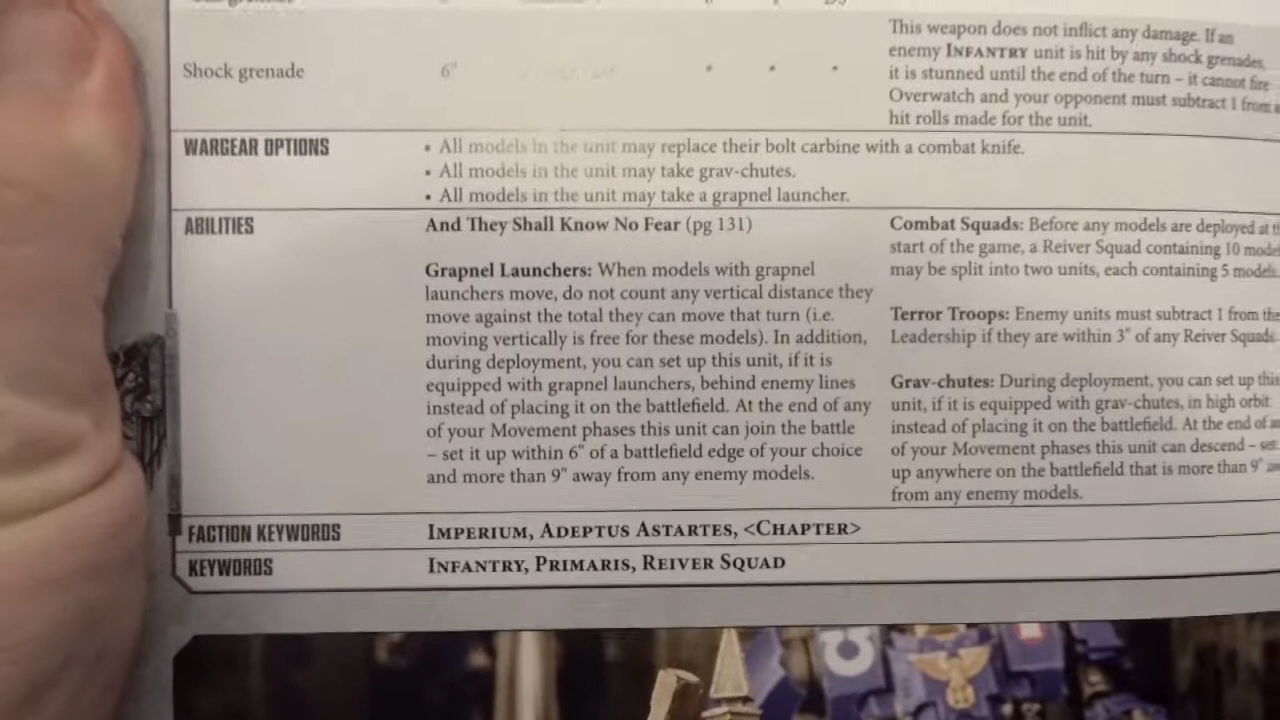 This weapon does not inflict any damage. If an
enemy INFANTRY unit is hit by any shock grenades,
Shock grenade 6"
it is stunned until the end of the turn – it cannot fire
Overwatch and your opponent must subtract 1 from
hit rolls made for the unit.
WARGEAR OPTIONS
• All models in the unit may replace their bolt carbine with a combat knife.
• All models in the unit may take grav-chutes.
• All models in the unit may take a grapnel launcher.
ABILITIES
And They Shall Know No Fear (pg 131)
Grapnel Launchers: When models with grapnel
launchers move, do not count any vertical distance they
move against the total they can move that turn (i.e.
moving vertically is free for these models). In addition,
during deployment, you can set up this unit, if it is
equipped with grapnel launchers, behind enemy lines
instead of placing it on the battlefield. At the end of any
of your Movement phases this unit can join the battle
– set it up within 6" of a battlefield edge of your choice
and more than 9" away from any enemy models.
Combat Squads: Before any models are deployed at
start of the game, a Reiver Squad containing 10
may be split into two units, each containing 5 models.
Terror Troops: Enemy units must subtract 1 from
Leadership if they are within 3" of any Reiver Squads.
Grav-chutes: During deployment, you can set up this
unit, if it is equipped with grav-chutes, in high orbit
instead of placing it on the battlefield. At the end of
of your Movement phases this unit can descend – set
up anywhere on the battlefield that is more than 9"
from any enemy models.
FACTION KEYWORDS
IMPERIUM, ADEPTUS ASTARTES, <CHAPTER>
KEYWORDS
INFANTRY, PRIMARIS, REIVER SQUAD